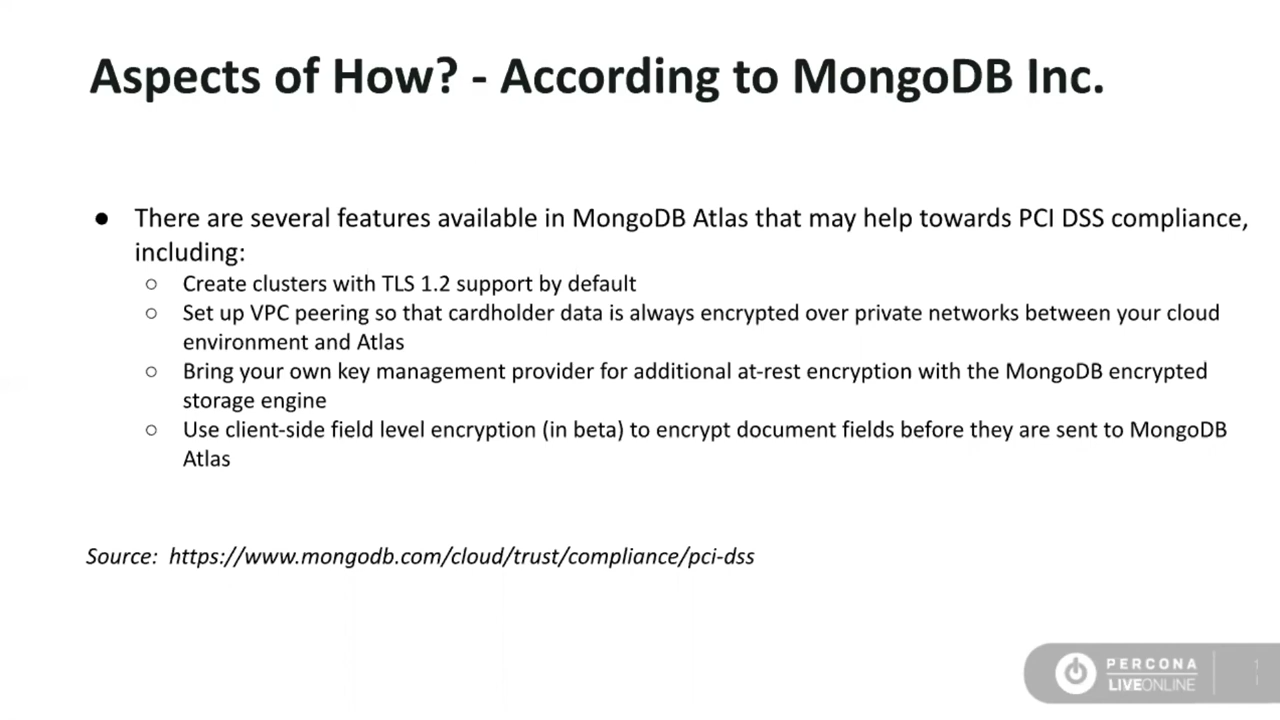 Aspects of How? - According to MongoDB Inc.
● There are several features available in MongoDB Atlas that may help towards PCI DSS compliance,
including:
○ Create clusters with TLS 1.2 support by default
○ Set up VPC peering so that cardholder data is always encrypted over private networks between your cloud
environment and Atlas
○ Bring your own key management provider for additional at-rest encryption with the MongoDB encrypted
storage engine
○ Use client-side field level encryption (in beta) to encrypt document fields before they are sent to MongoDB
Atlas
Source: https://www.mongodb.com/cloud/trust/compliance/pci-dss
PERCONA
LIVEONLINE